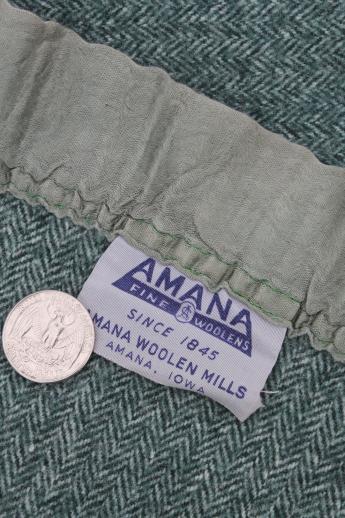 AMANA
FINE WOOLENS
SINCE 1845
AMANA WOOLEN MILLS
AMANA, IOWA